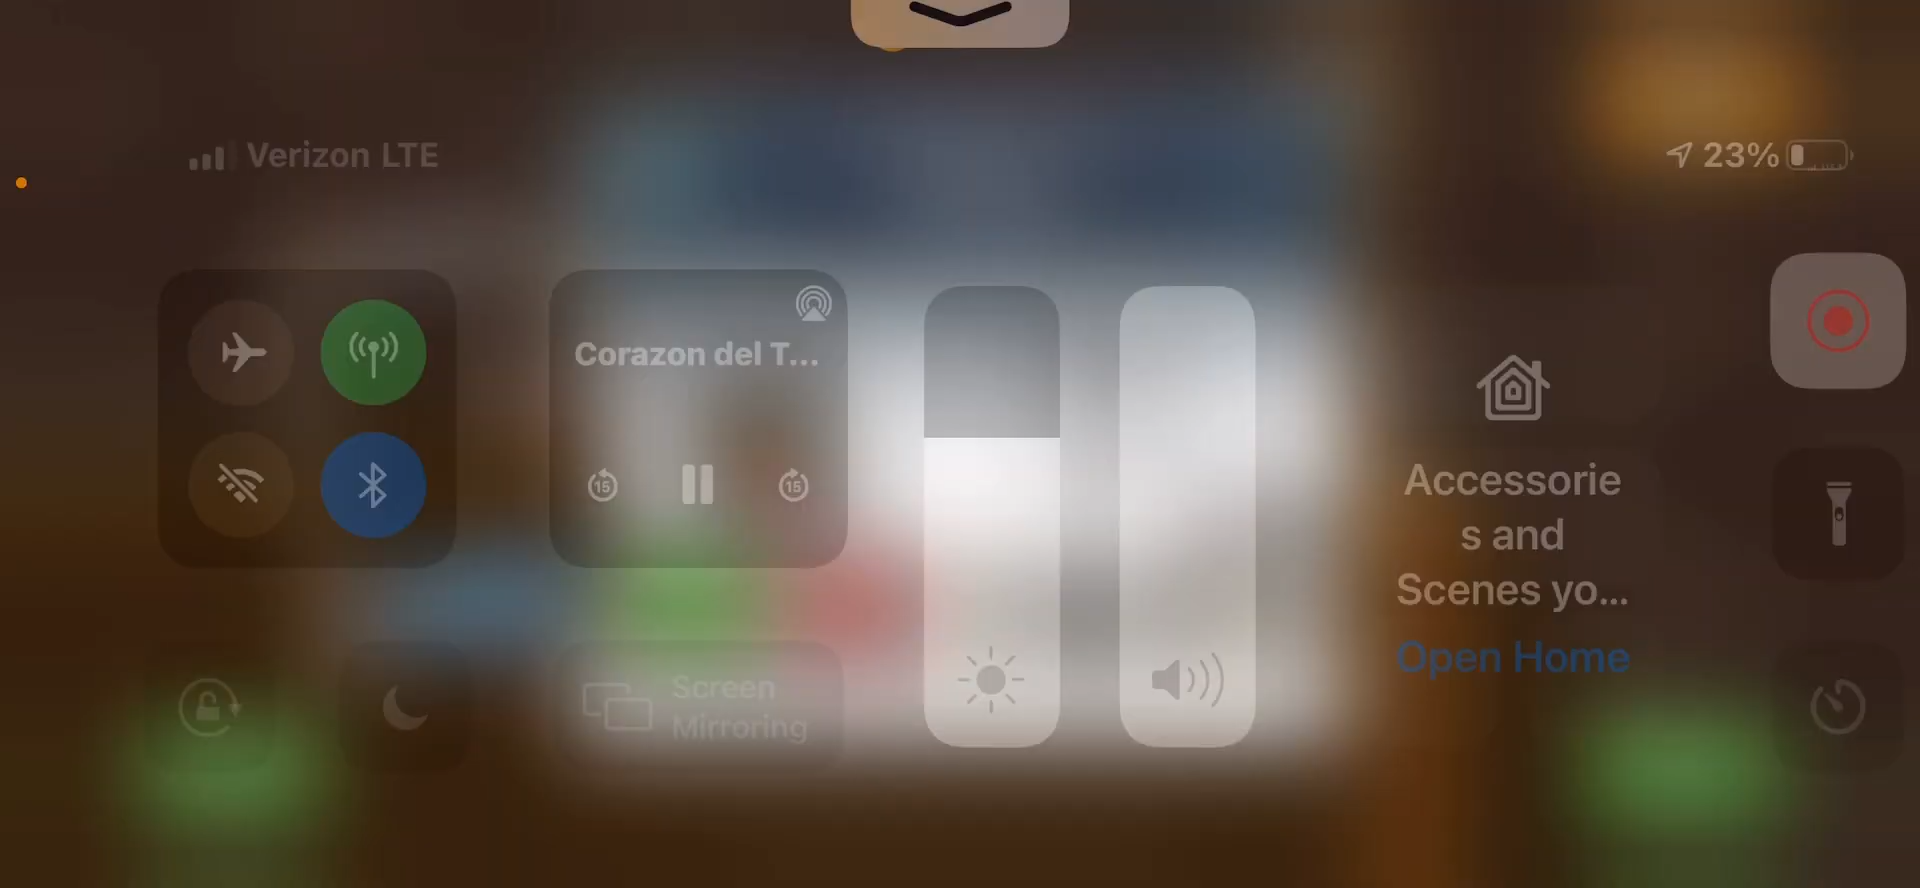 Verizon LTE
23%
Corazon del T...
15
15
Accessorie
s and
Scenes yo...
Open Home
Screen
Mirroring